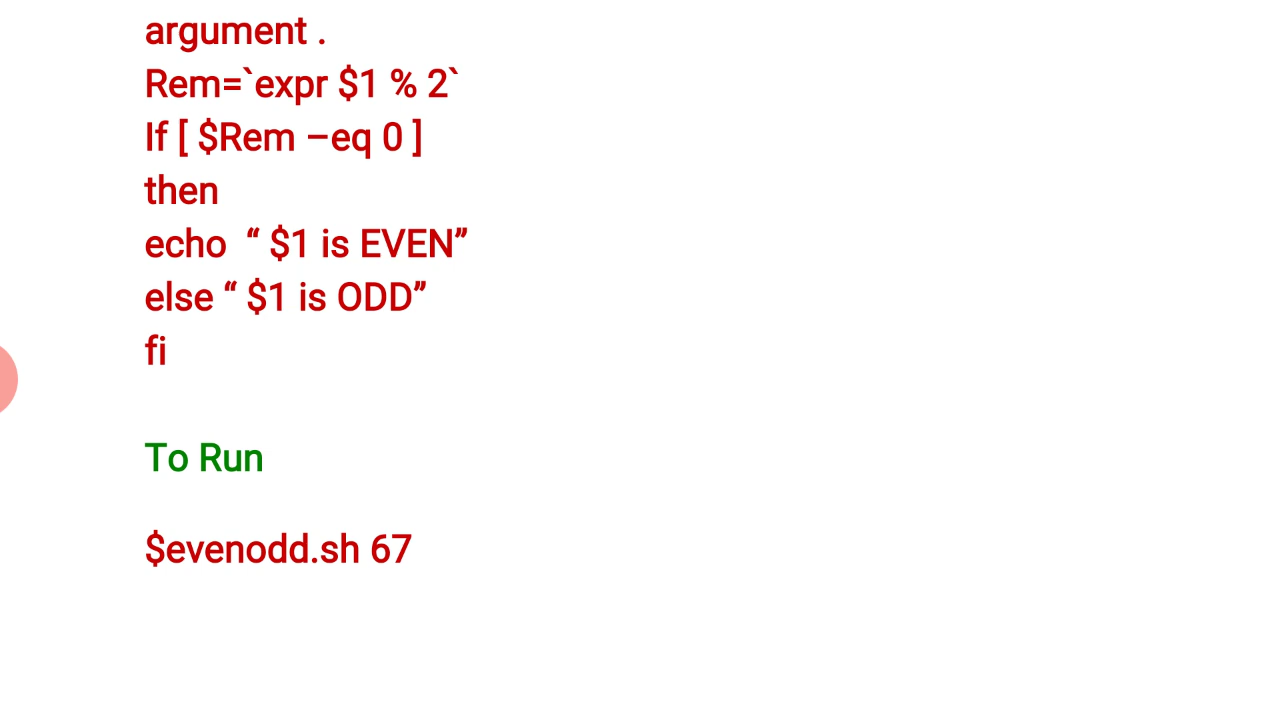 argument .
Rem=`expr $1 % 2`
If [ $Rem –eq 0 ]
then
echo  “ $1 is EVEN”
else “ $1 is ODD”
fi
To Run
$evenodd.sh 67